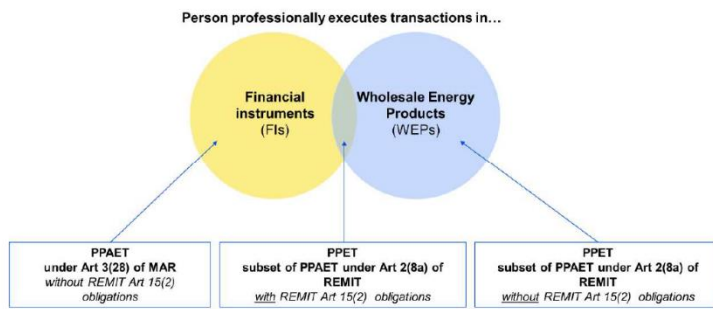 Person professionally executes transactions in…
Financial
instruments
(FIs)
Wholesale Energy
Products
(WEPs)
PPAET
under Art 3(28) of MAR
without REMIT Art 15(2)
obligations
PPET
subset of PPAET under Art 2(8a) of
REMIT
with REMIT Art 15(2) obligations
PPET
subset of PPAET under Art 2(8a) of
REMIT
without REMIT Art 15(2) obligations